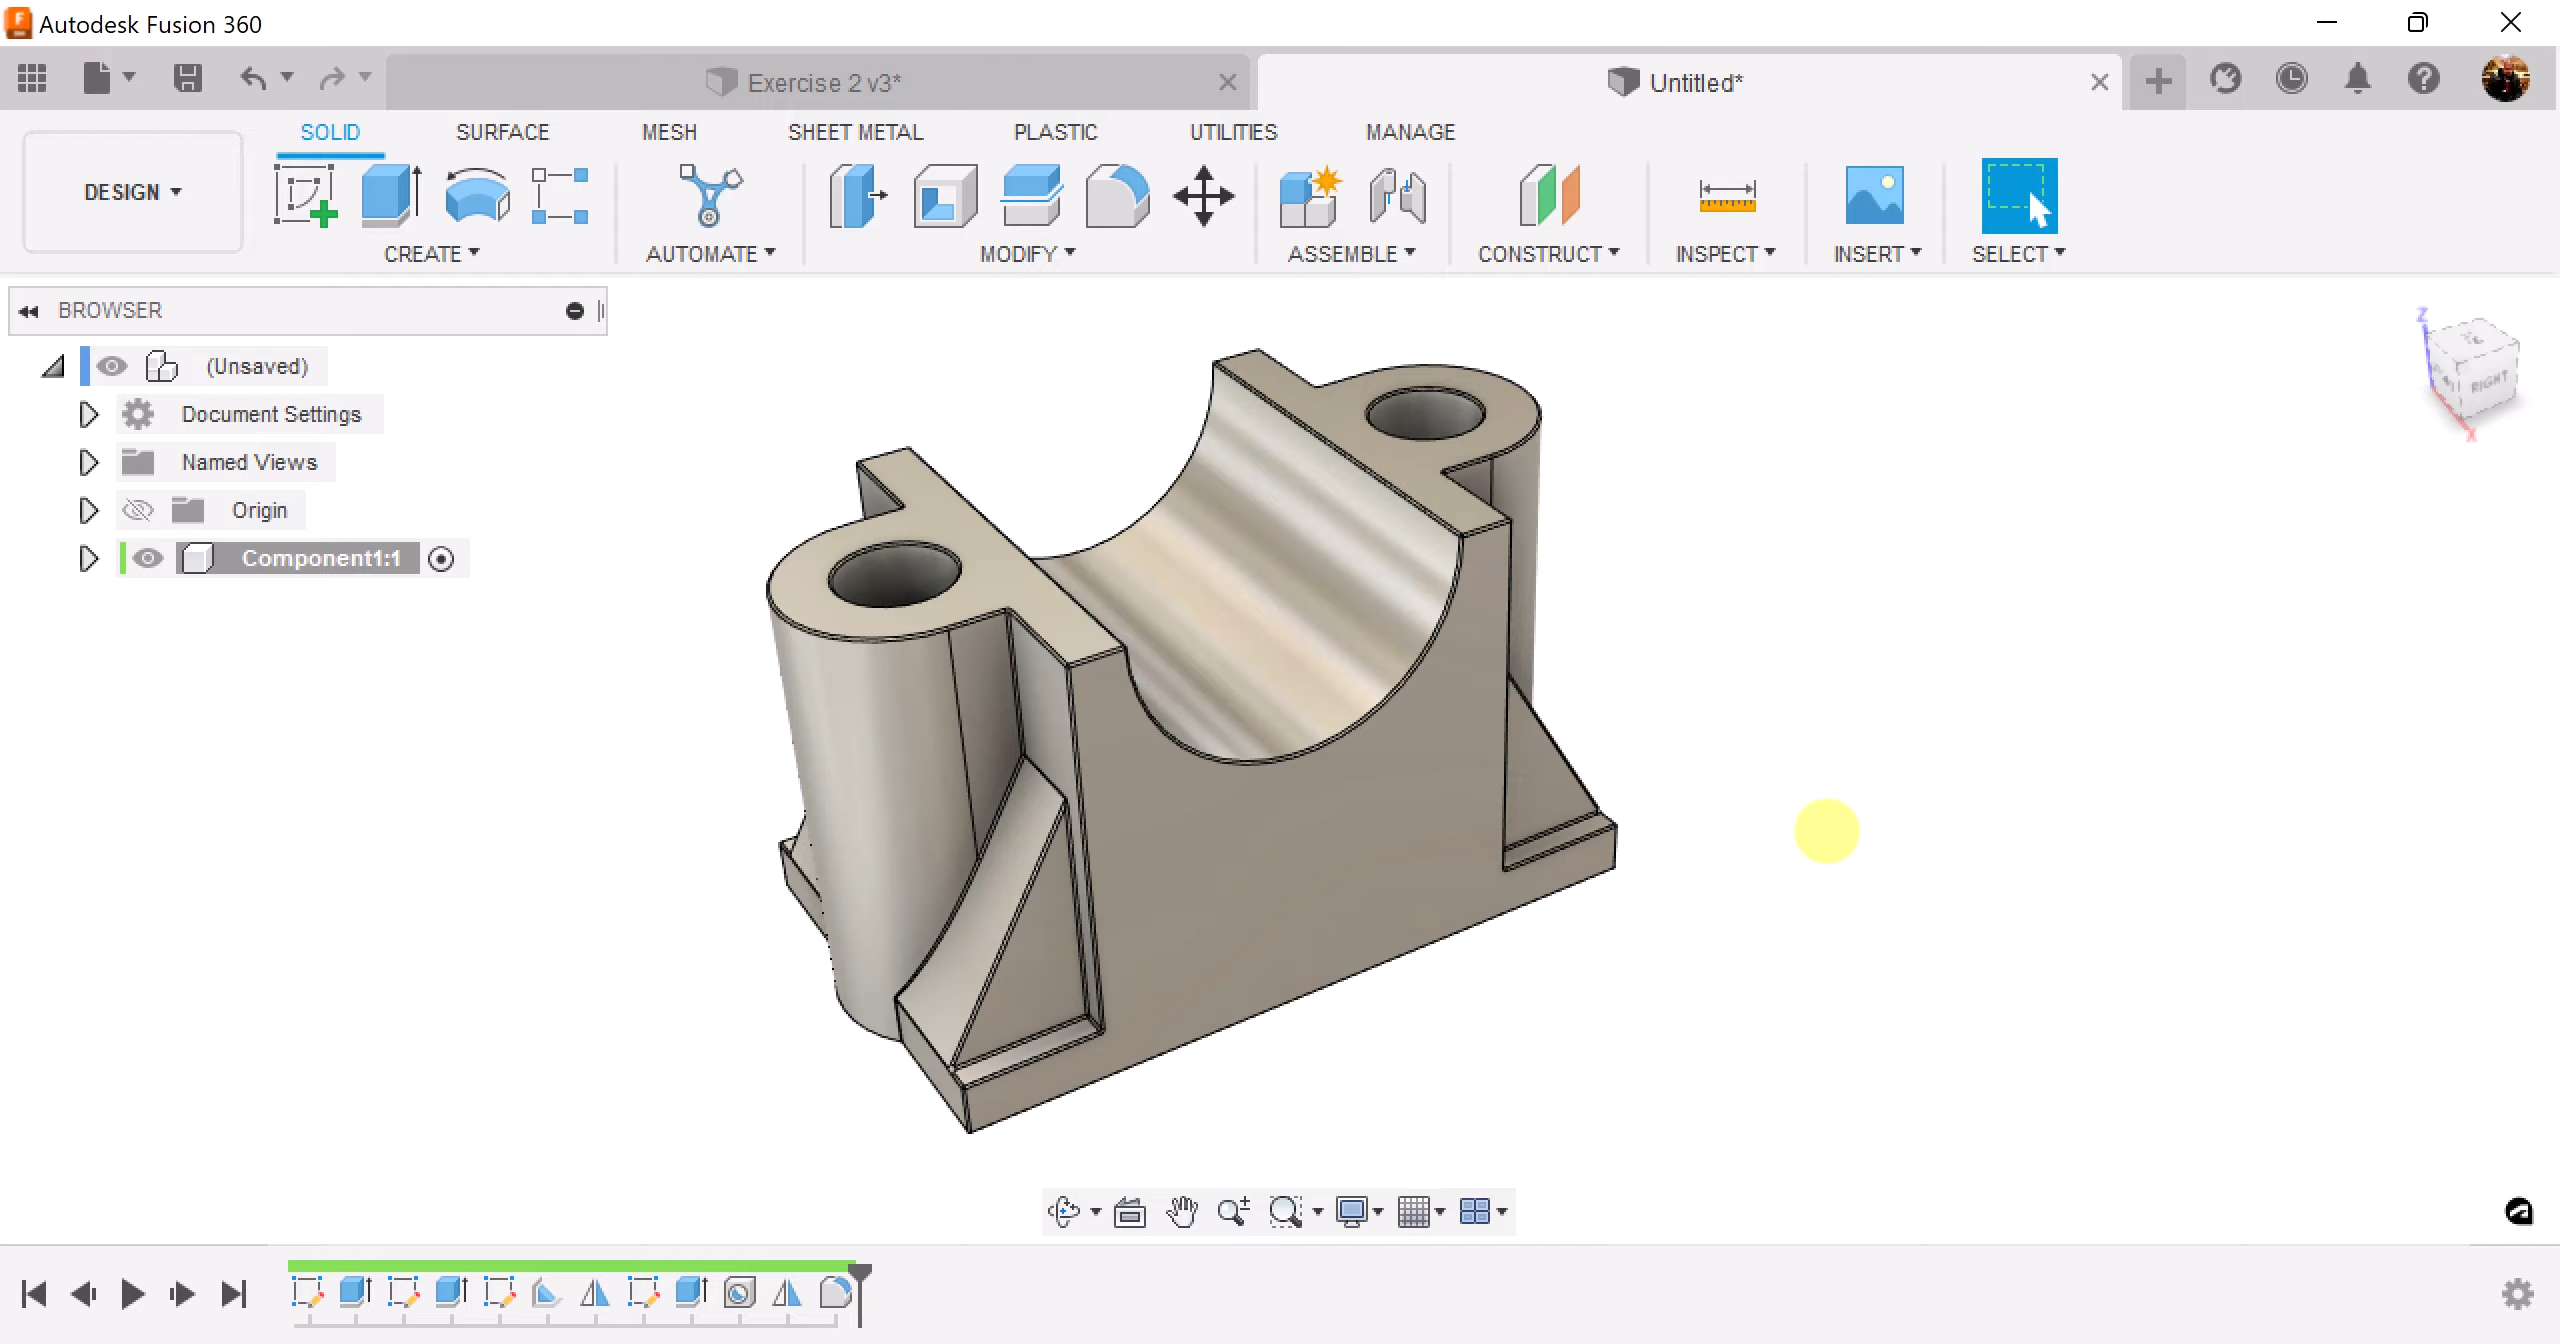 Autodesk Fusion 360
Exercise 2 v3*
Untitled*
DESIGN
SOLID
SURFACE
MESH
SHEET METAL
PLASTIC
UTILITIES
MANAGE
CREATE
AUTOMATE
MODIFY
ASSEMBLE
CONSTRUCT
INSPECT
INSERT
SELECT
BROWSER
(Unsaved)
Document Settings
Named Views
Origin
Component1:1
Z
RIGHT
X